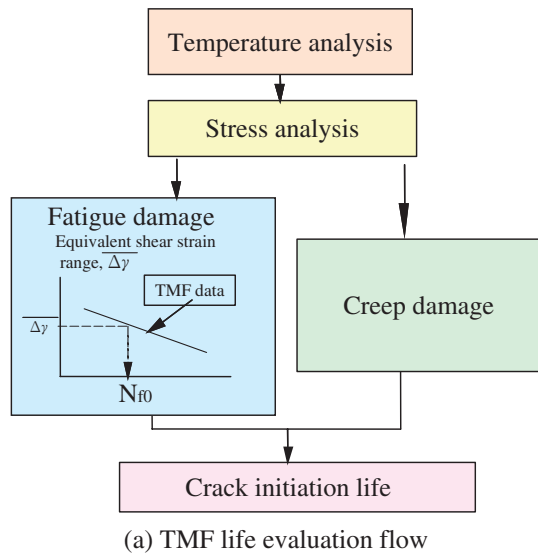 Temperature analysis
Stress analysis
Fatigue damage
Equivalent shear strain
range, Δγ
TMF data
Δγ
Nf0
Creep damage
Crack initiation life
(a) TMF life evaluation flow